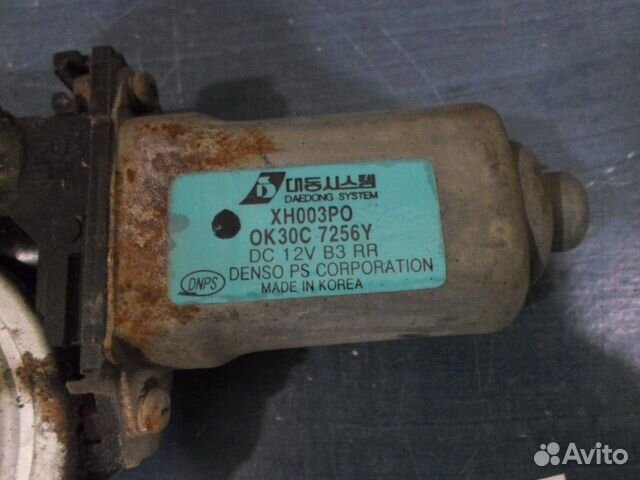 대동시스템
DAEDONG SYSTEM
XH003PO
OK30C 7256Y
DC 12V B3 RR
DENSO PS CORPORATION
DNPS
MADE IN KOREA
Avito